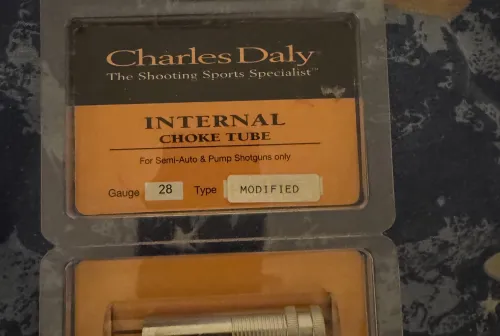 Charles Daly
The Shooting Sports Specialist™
INTERNAL
CHOKE TUBE
For Semi-Auto & Pump Shotguns only
Gauge 28 Type MODIFIED